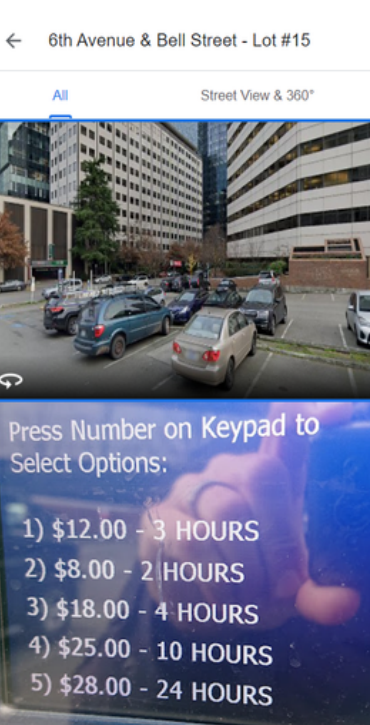 6th Avenue & Bell Street - Lot #15
All
Street View & 360°
Press Number on Keypad to
Select Options:
1) $12.00 - 3 HOURS
2) $8.00 - 2 HOURS
3) $18.00 - 4 HOURS
4) $25.00 - 10 HOURS
5) $28.00 - 24 HOURS